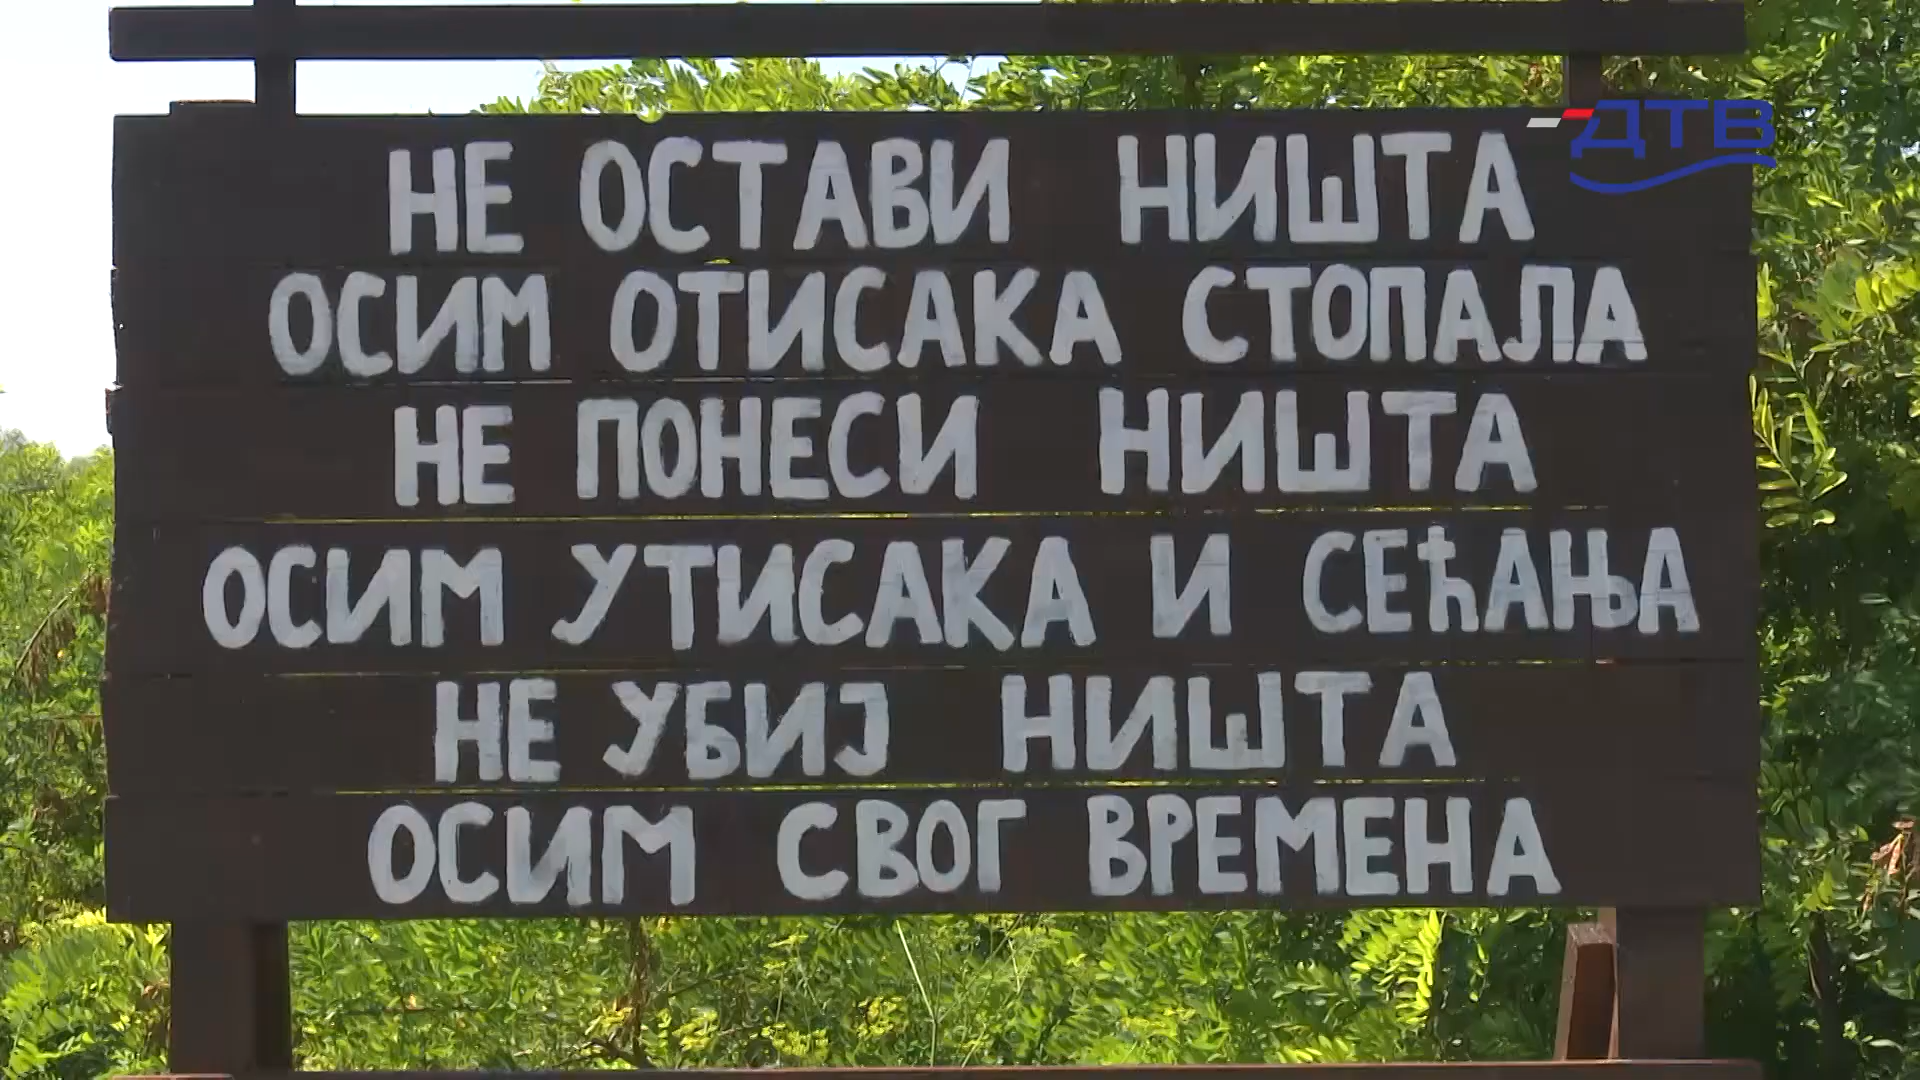 ДТВ
НЕ ОСТАВИ НИШТА
ОСИМ ОТИСАКА СТОПАЛА
НЕ ПОНЕСИ НИШТА
ОСИМ УТИСАКА И СЕЋАЊА
НЕ УБИЈ НИШТА
ОСИМ СВОГ ВРЕМЕНА